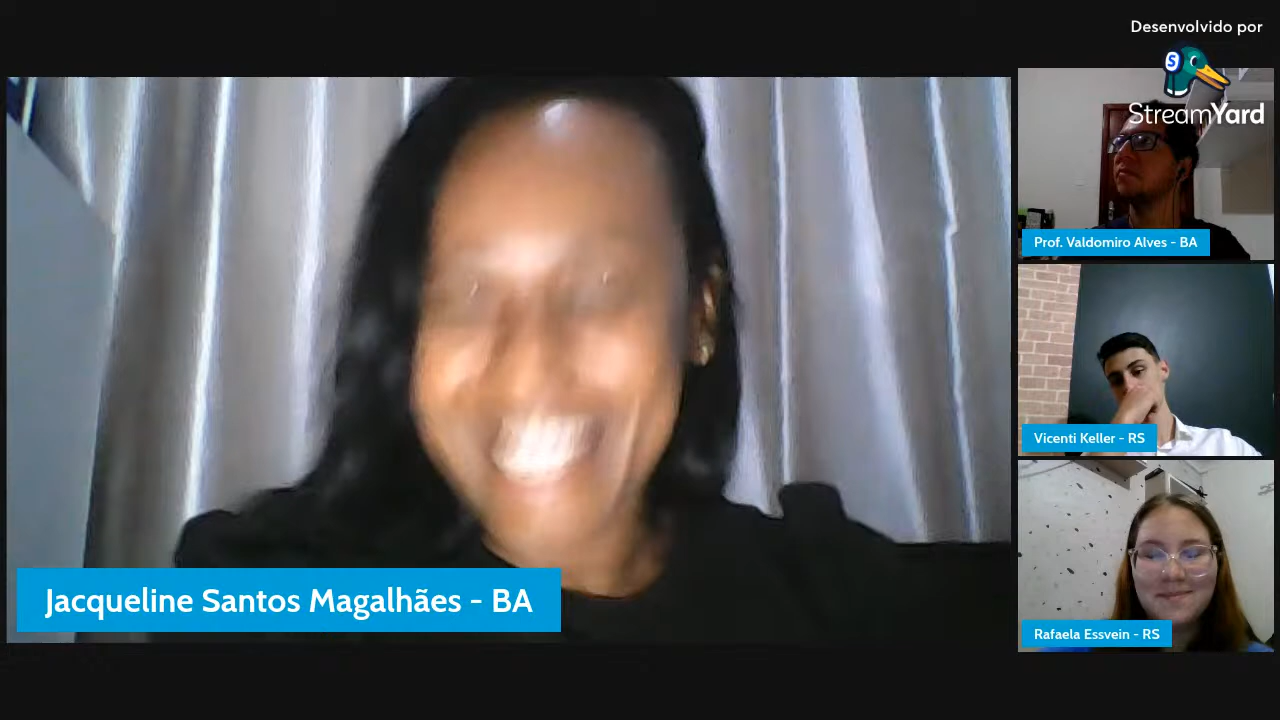 Desenvolvido por
S
StreamYard
Prof. Valdomiro Alves - BA
Vicenti Keller - RS
Jacqueline Santos Magalhães - BA
Rafaela Essvein - RS